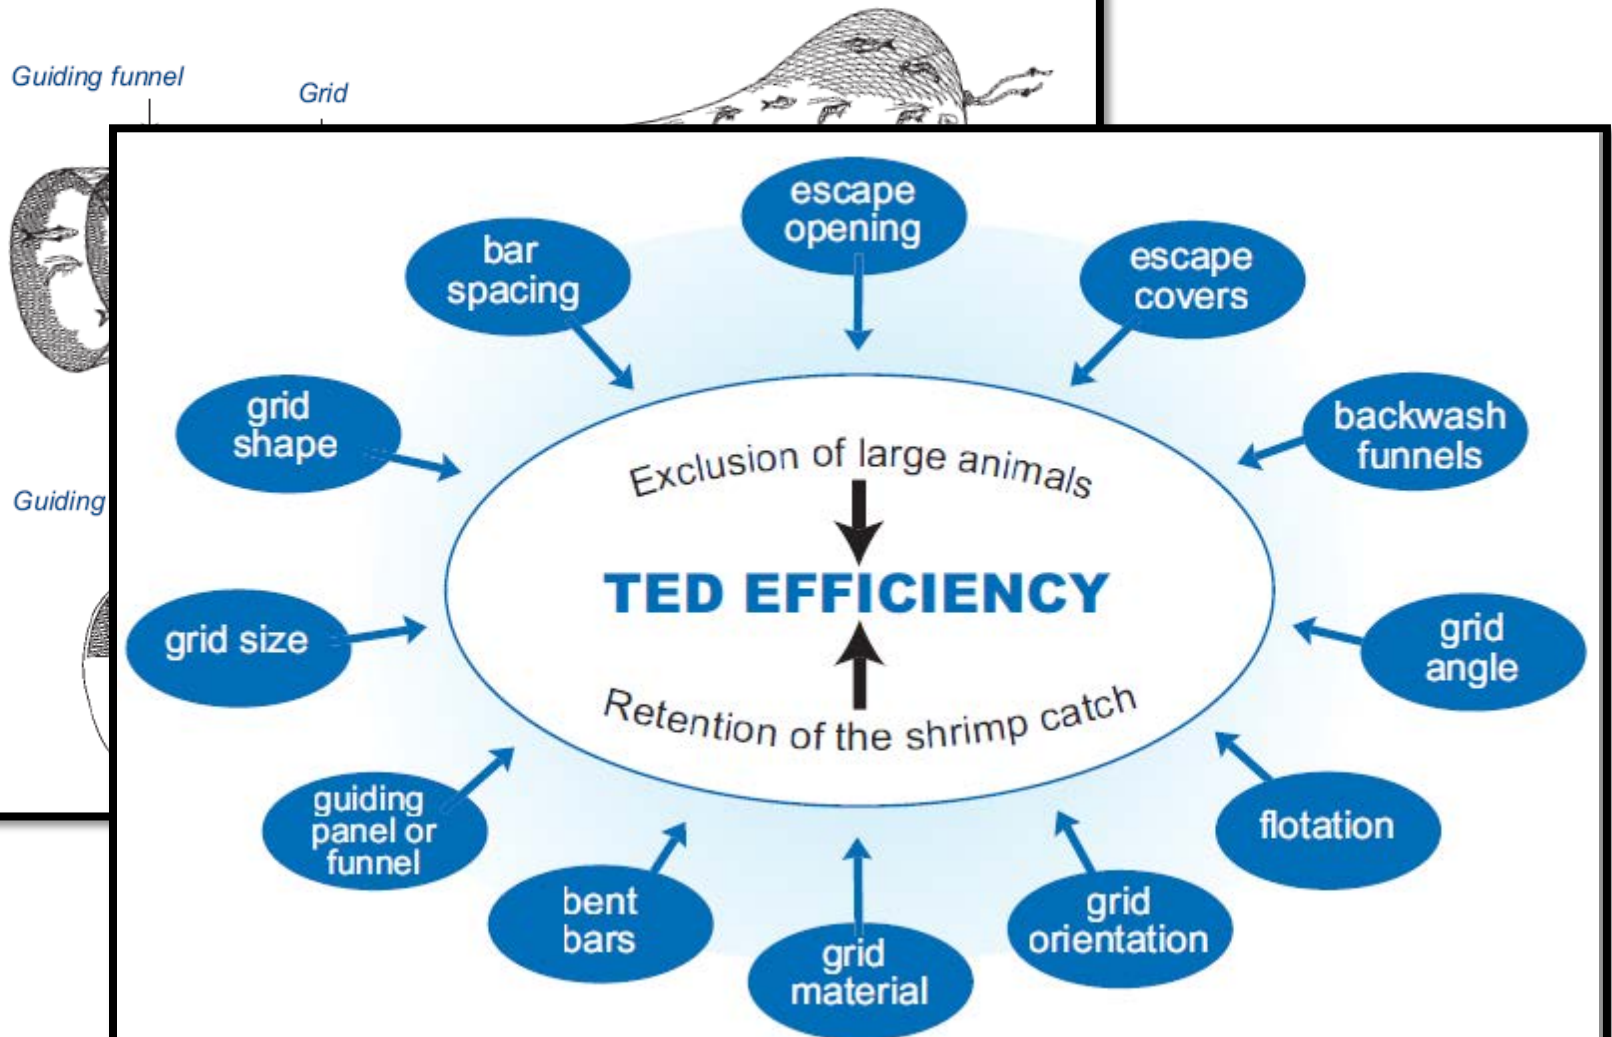 Guiding funnel
Grid
escape
opening
bar
spacing
escape
covers
grid
shape
backwash
funnels
Exclusion of large animals
Guiding
TED EFFICIENCY
grid size
grid
angle
Retention of the shrimp catch
guiding
panel or
funnel
flotation
bent
bars
grid
orientation
grid
material